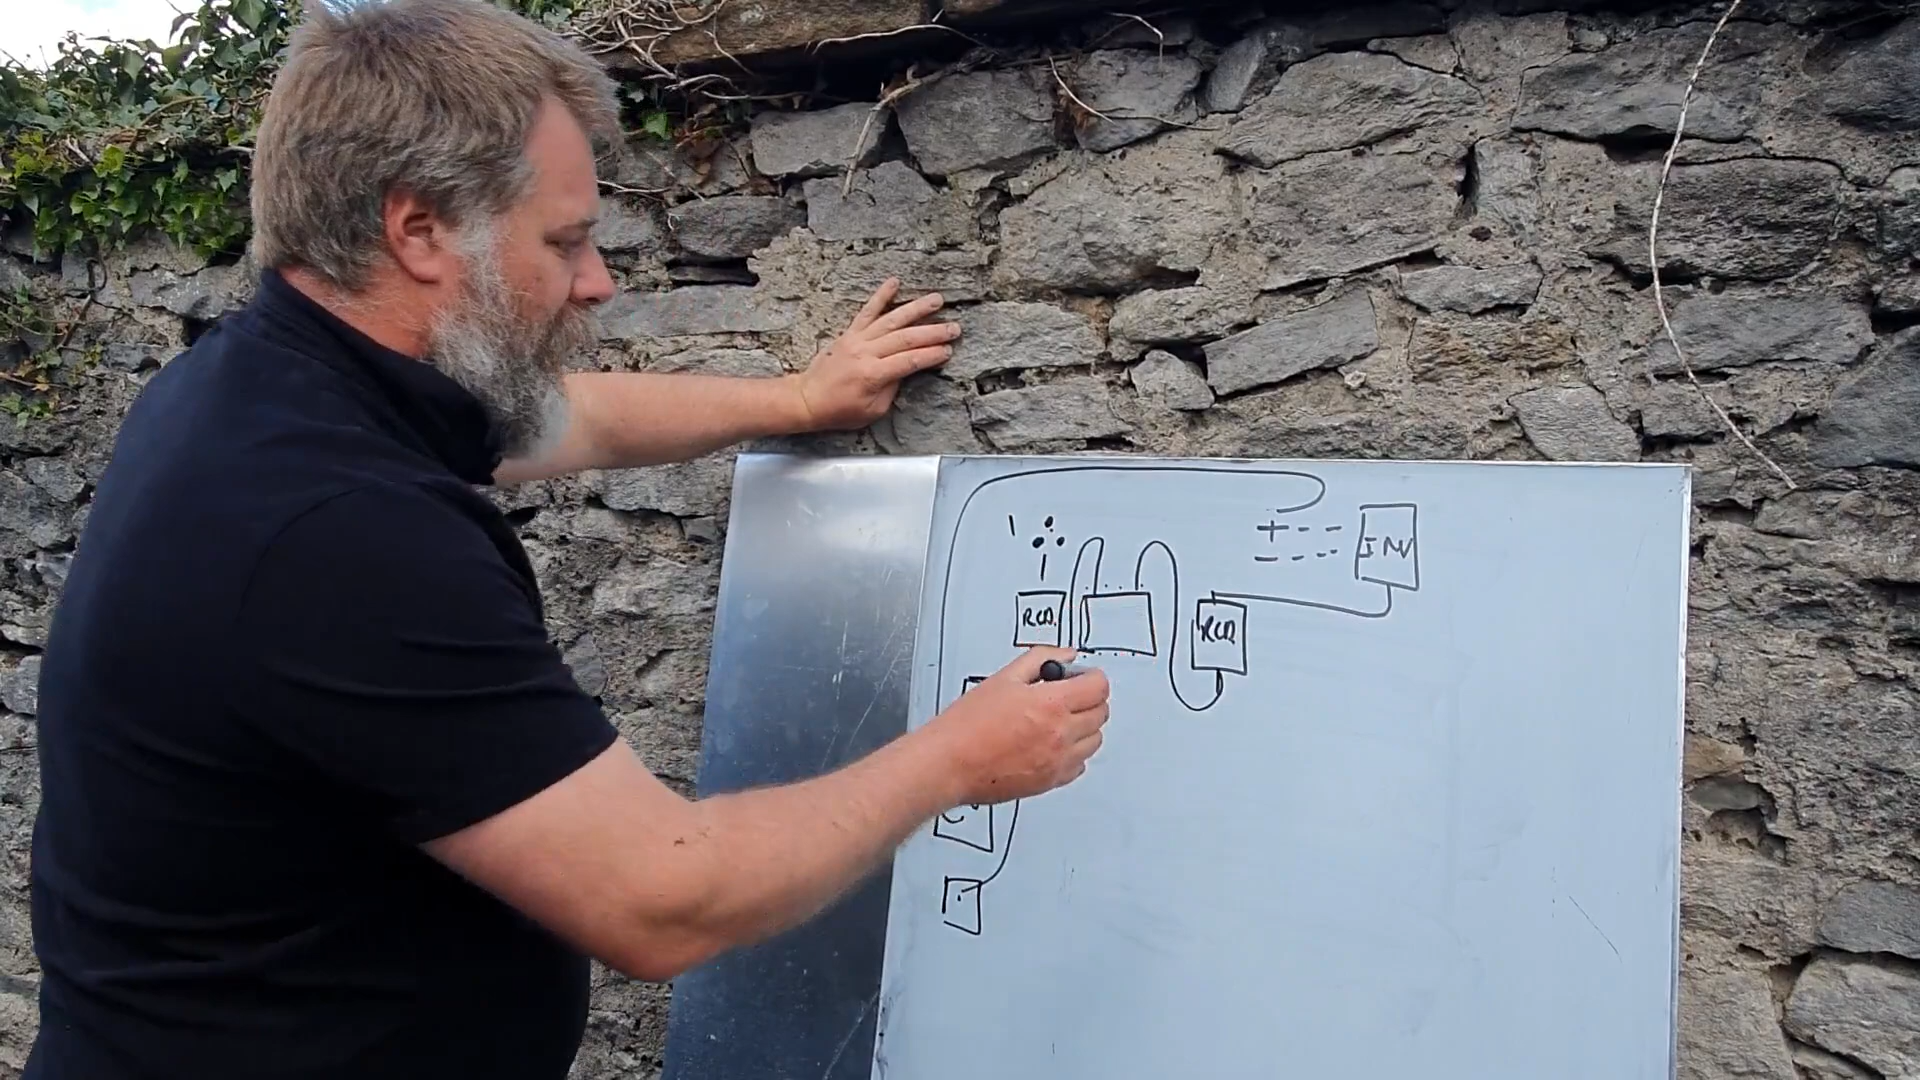 + - - -
INV
- - - - -
RCD.
RCD